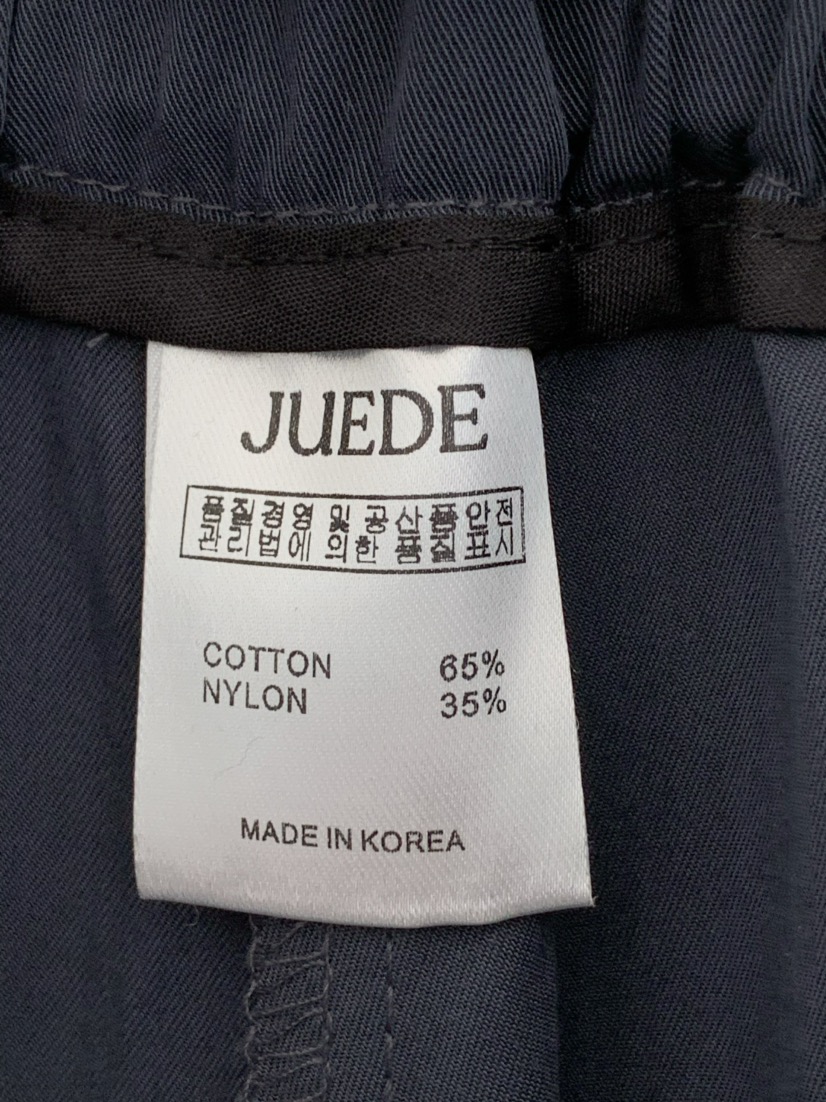 JUEDE
품질경영 및 공산품안전
관리법에 의한 품질표시
COTTON 65%
NYLON 35%
MADE IN KOREA